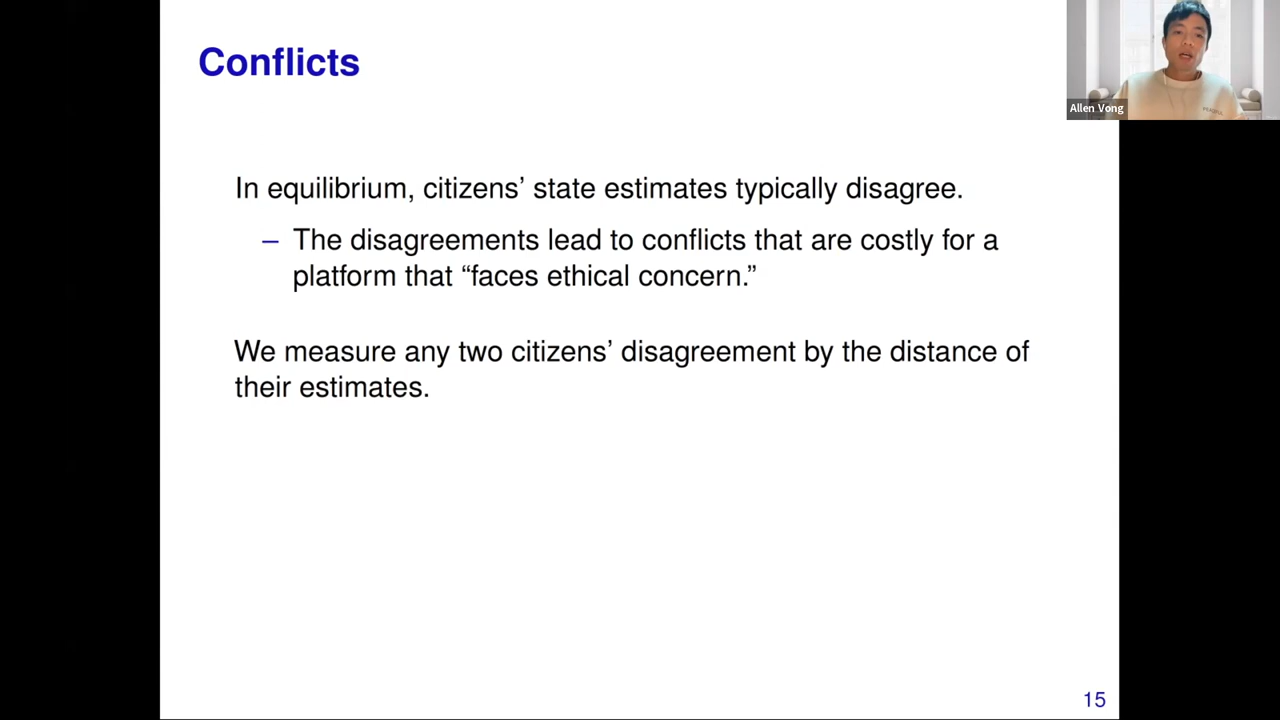 Conflicts
Allen Vong
In equilibrium, citizens’ state estimates typically disagree.
– The disagreements lead to conflicts that are costly for a
platform that “faces ethical concern.”
We measure any two citizens’ disagreement by the distance of
their estimates.
15